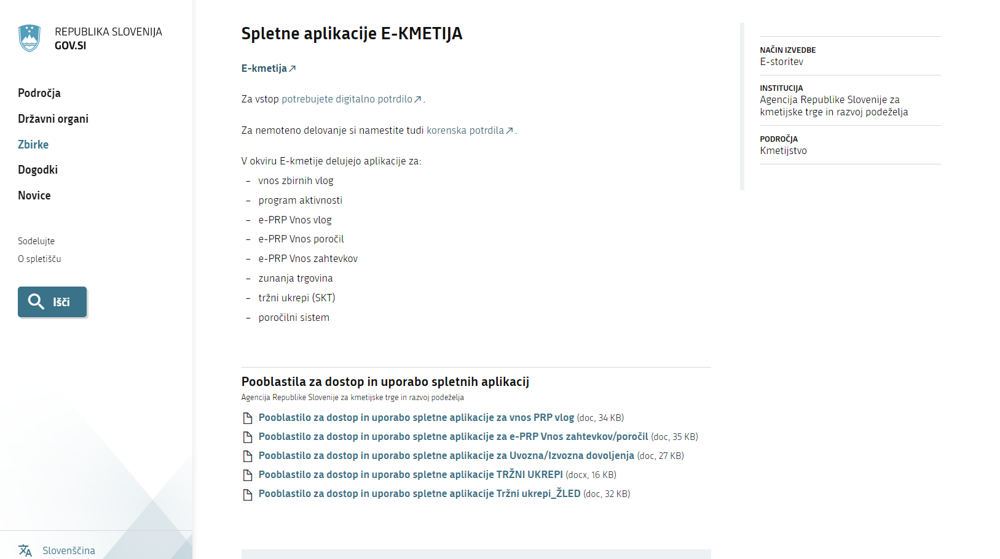 REPUBLIKA SLOVENIJA
GOV.SI
Področja
Državni organi
Zbirke
Dogodki
Novice
Sodelujte
O spletišču
Išči
Slovenščina
Spletne aplikacije E-KMETIJA
E-kmetija
Za vstop potrebujete digitalno potrdilo.
Za nemoteno delovanje si namestite tudi korenska potrdila.
V okviru E-kmetije delujejo aplikacije za:
– vnos zbirnih vlog
– program aktivnosti
– e-PRP Vnos vlog
– e-PRP Vnos poročil
– e-PRP Vnos zahtevkov
– zunanja trgovina
– tržni ukrepi (SKT)
– poročilni sistem
Pooblastila za dostop in uporabo spletnih aplikacij
Agencija Republike Slovenije za kmetijske trge in razvoj podeželja
Pooblastilo za dostop in uporabo spletne aplikacije za vnos PRP vlog (doc, 34 KB)
Pooblastilo za dostop in uporabo spletne aplikacije za e-PRP Vnos zahtevkov/poročil (doc, 35 KB)
Pooblastilo za dostop in uporabo spletne aplikacije za Uvozna/Izvozna dovoljenja (doc, 27 KB)
Pooblastilo za dostop in uporabo spletne aplikacije TRŽNI UKREPI (docx, 16 KB)
Pooblastilo za dostop in uporabo spletne aplikacije Tržni ukrepi_ŽLED (doc, 32 KB)
NAČIN IZVEDBE
E-storitev
INSTITUCIJA
Agencija Republike Slovenije za
kmetijske trge in razvoj podeželja
PODROČJA
Kmetijstvo